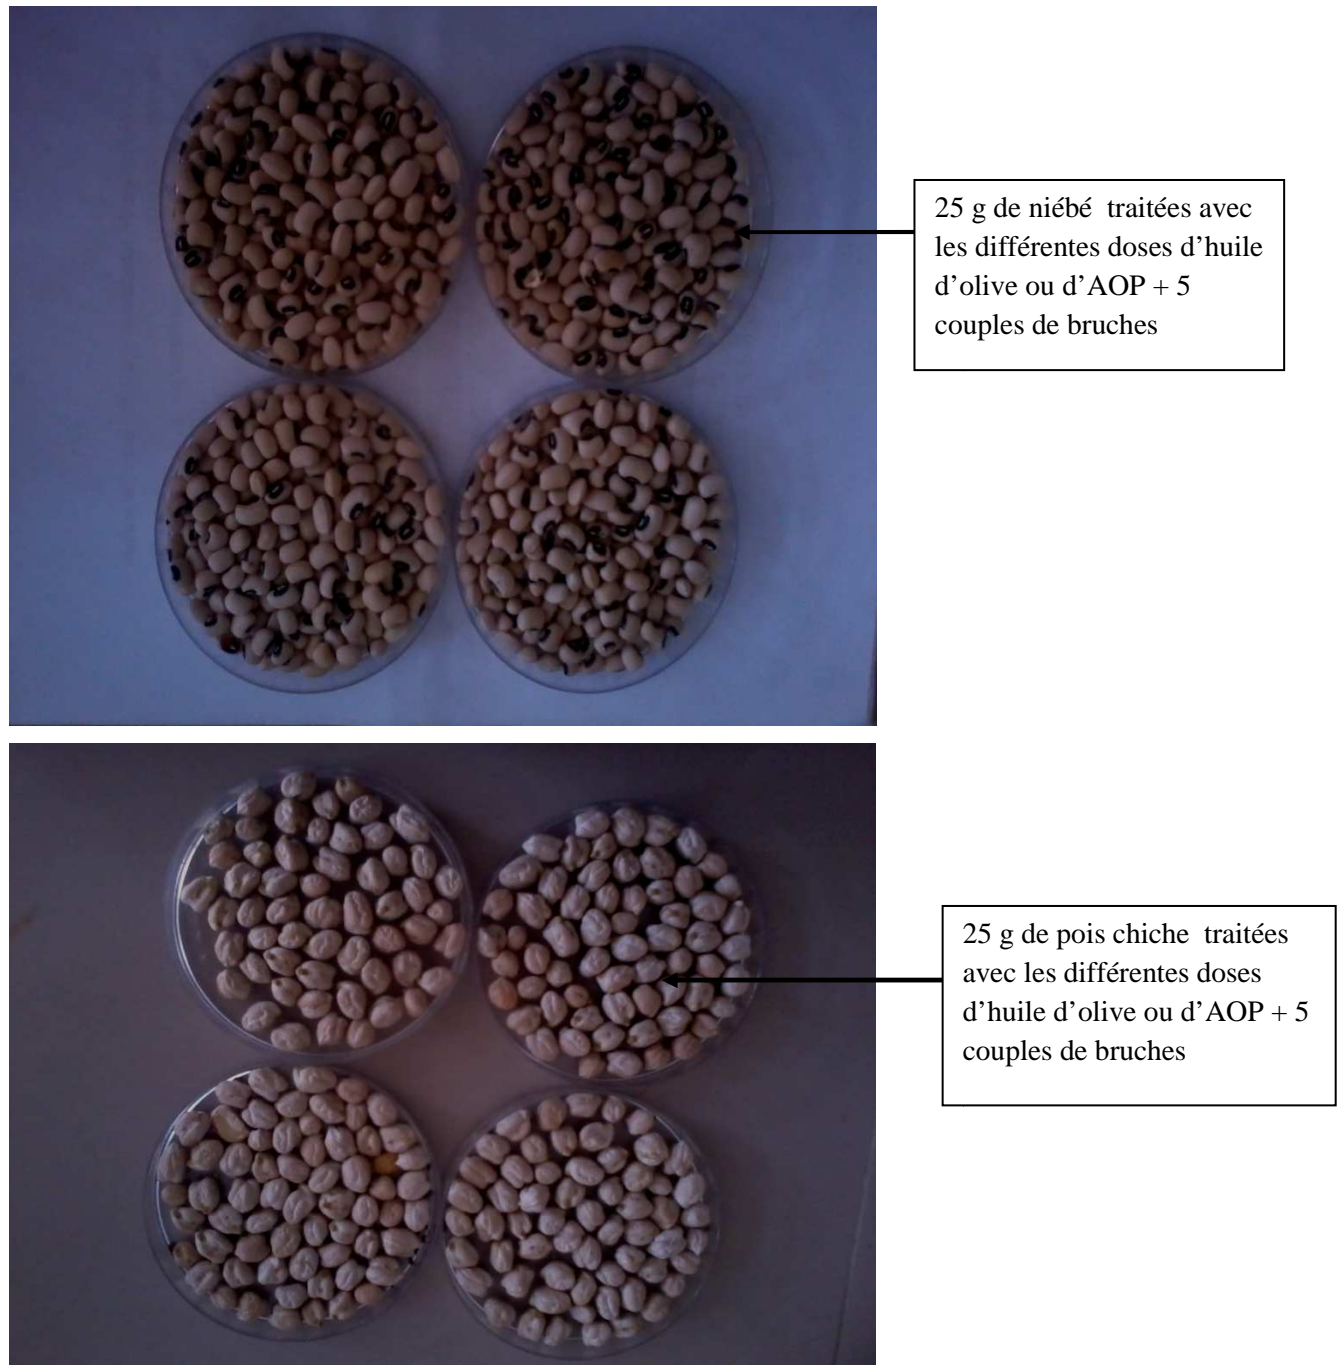 25 g de niébé traitées avec
les différentes doses d’huile
d’olive ou d’AOP + 5
couples de bruches
25 g de pois chiche traitées
avec les différentes doses
d’huile d’olive ou d’AOP + 5
couples de bruches